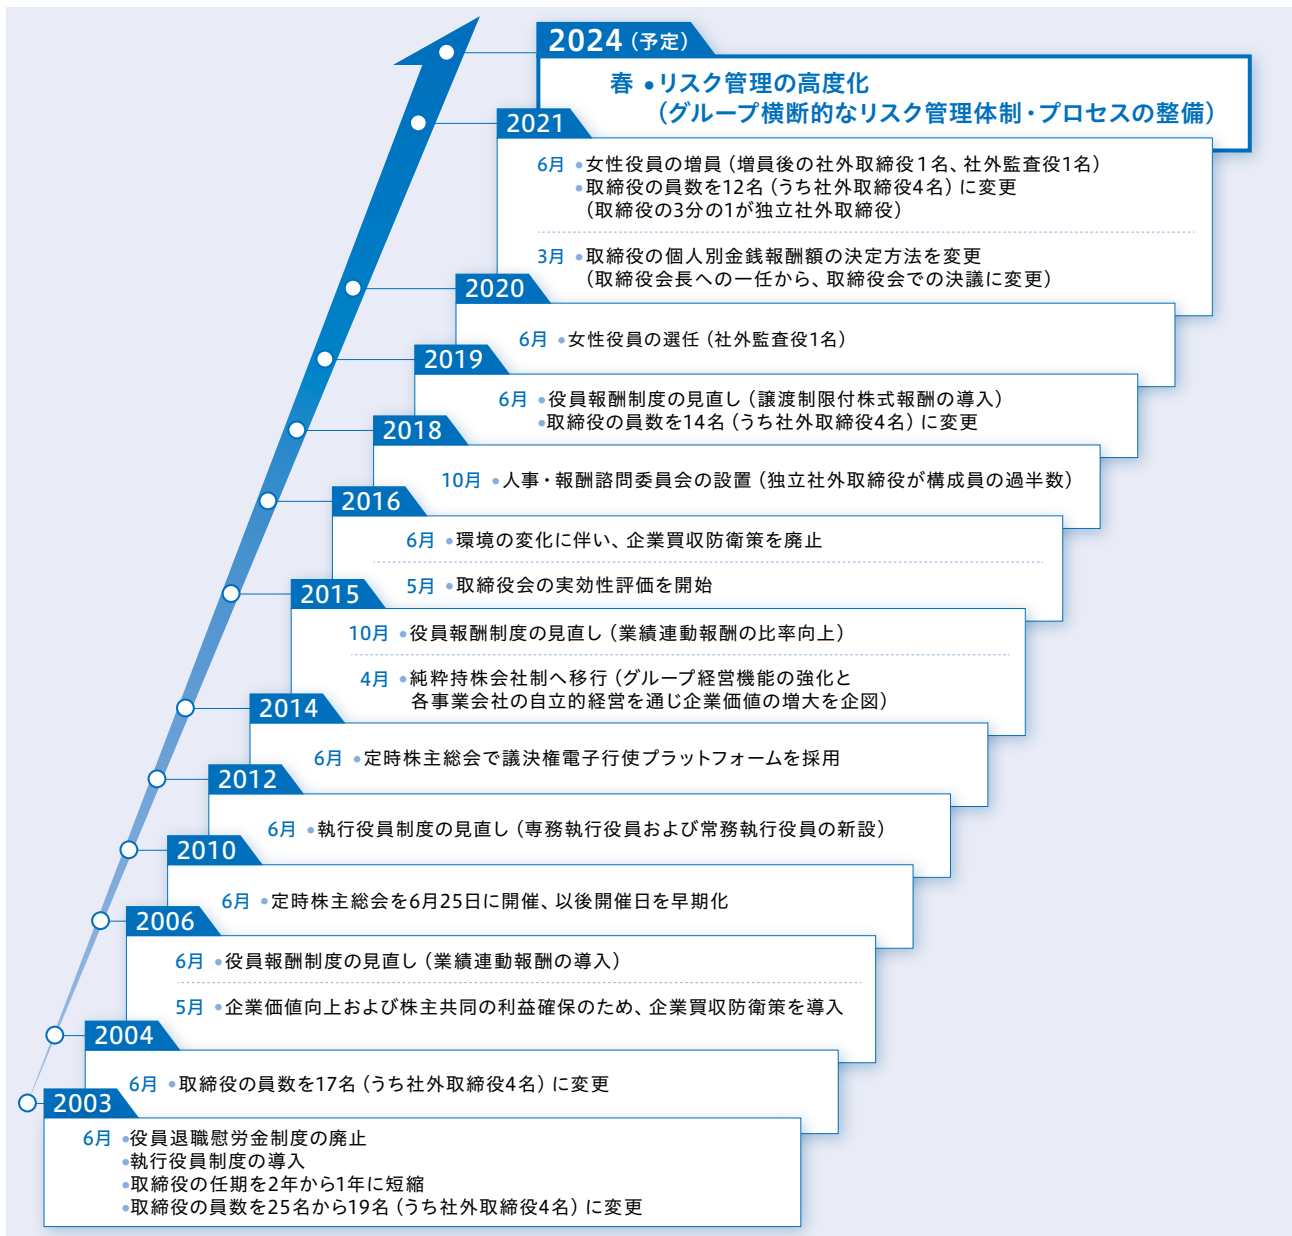 2024（予定）
春 •リスク管理の高度化
（グループ横断的なリスク管理体制・プロセスの整備）
2021
6月 •女性役員の増員（増員後の社外取締役1名、社外監査役1名）
•取締役の員数を12名（うち社外取締役4名）に変更
（取締役の3分の1が独立社外取締役）
3月 •取締役の個人別金銭報酬額の決定方法を変更
（取締役会長への一任から、取締役会での決議に変更）
2020
6月 •女性役員の選任（社外監査役1名）
2019
6月 •役員報酬制度の見直し（譲渡制限付株式報酬の導入）
•取締役の員数を14名（うち社外取締役4名）に変更
2018
10月 •人事・報酬諮問委員会の設置（独立社外取締役が構成員の過半数）
2016
6月 •環境の変化に伴い、企業買収防衛策を廃止
5月 •取締役会の実効性評価を開始
2015
10月 •役員報酬制度の見直し（業績連動報酬の比率向上）
4月 •純粋持株会社制へ移行（グループ経営機能の強化と
各事業会社の自立的経営を通じ企業価値の増大を企図）
2014
6月 •定時株主総会で議決権電子行使プラットフォームを採用
2012
6月 •執行役員制度の見直し（専務執行役員および常務執行役員の新設）
2010
6月 •定時株主総会を6月25日に開催、以後開催日を早期化
2006
6月 •役員報酬制度の見直し（業績連動報酬の導入）
5月 •企業価値向上および株主共同の利益確保のため、企業買収防衛策を導入
2004
6月 •取締役の員数を17名（うち社外取締役4名）に変更
2003
6月 •役員退職慰労金制度の廃止
•執行役員制度の導入
•取締役の任期を2年から1年に短縮
•取締役の員数を25名から19名（うち社外取締役4名）に変更